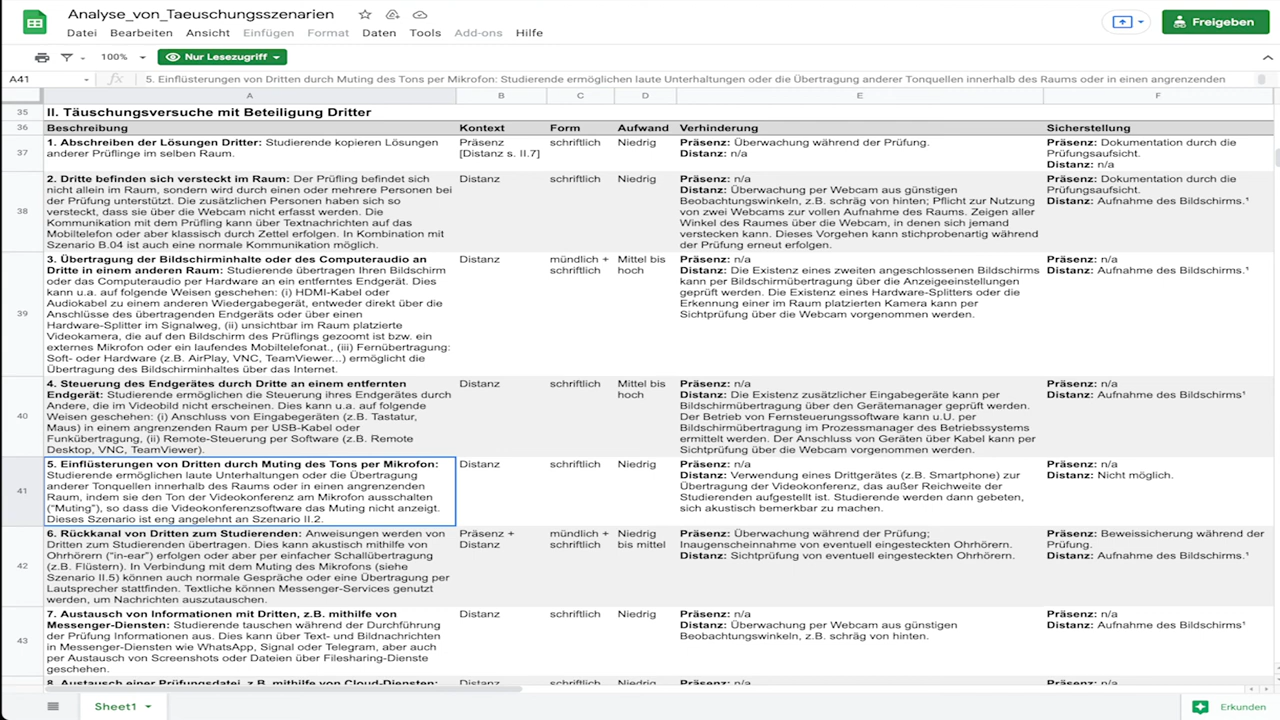 Analyse_von_Taeuschungsszenarien
Datei Bearbeiten Ansicht Einfügen Format Daten Tools Add-ons Hilfe
Freigeben
100% Nur Lesezugriff
A41 fx 5. Einflüsterungen von Dritten durch Muting des Tons per Mikrofon: Studierende ermöglichen laute Unterhaltungen oder die Übertragung anderer Tonquellen innerhalb des Raums oder in einen angrenzenden
A B C D E F
35 II. Täuschungsversuche mit Beteiligung Dritter
36 Beschreibung Kontext Form Aufwand Verhinderung Sicherstellung
37
1. Abschreiben der Lösungen Dritter: Studierende kopieren Lösungen
anderer Prüflinge im selben Raum.
Präsenz
[Distanz s. II.7]
schriftlich
Niedrig
Präsenz: Überwachung während der Prüfung.
Distanz: n/a
Präsenz: Dokumentation durch die
Prüfungsaufsicht.
Distanz: n/a
38
2. Dritte befinden sich versteckt im Raum: Der Prüfling befindet sich
nicht allein im Raum, sondern wird durch einen oder mehrere Personen bei
der Prüfung unterstützt. Die zusätzlichen Personen haben sich so
versteckt, dass sie über die Webcam nicht erfasst werden. Die
Kommunikation mit dem Prüfling kann über Textnachrichten auf das
Mobiltelefon oder aber klassisch durch Zettel erfolgen. In Kombination mit
Szenario B.04 ist auch eine normale Kommunikation möglich.
Distanz
schriftlich
Niedrig
Präsenz: n/a
Distanz: Überwachung per Webcam aus günstigen
Beobachtungswinkeln, z.B. schräg von hinten; Pflicht zur Nutzung
von zwei Webcams zur vollen Aufnahme des Raums. Zeigen aller
Winkel des Raumes über die Webcam, in denen sich jemand
verstecken kann. Dieses Vorgehen kann stichprobenartig während
der Prüfung erneut erfolgen.
Präsenz: Dokumentation durch die
Prüfungsaufsicht.
Distanz: Aufnahme des Bildschirms.¹
39
3. Übertragung der Bildschirminhalte oder des Computeraudio an
Dritte in einem anderen Raum: Studierende übertragen Ihren Bildschirm
oder das Computeraudio per Hardware an ein entferntes Endgerät. Dies
kann u.a. auf folgende Weisen geschehen: (i) HDMI-Kabel oder
Audiokabel zu einem anderen Wiedergabegerät, entweder direkt über die
Anschlüsse des übertragenden Endgeräts oder über einen
Hardware-Splitter im Signalweg, (ii) unsichtbar im Raum platzierte
Videokamera, die auf den Bildschirm des Prüflings gezoomt ist bzw. ein
externes Mikrofon oder ein laufendes Mobiltelefonat., (iii) Fernübertragung:
Soft- oder Hardware (z.B. AirPlay, VNC, TeamViewer...) ermöglicht die
Übertragung des Bildschirminhaltes über das Internet.
Distanz
mündlich +
schriftlich
Mittel bis
hoch
Präsenz: n/a
Distanz: Die Existenz eines zweiten angeschlossenen Bildschirms
kann per Bildschirmübertragung über die Anzeigeeinstellungen
geprüft werden. Die Existenz eines Hardware-Splitters oder die
Erkennung einer im Raum platzierten Kamera kann per
Sichtprüfung über die Webcam vorgenommen werden.
Präsenz: n/a
Distanz: Aufnahme des Bildschirms.¹
40
4. Steuerung des Endgerätes durch Dritte an einem entfernten
Endgerät: Studierende ermöglichen die Steuerung ihres Endgerätes durch
Andere, die im Videobild nicht erscheinen. Dies kann u.a. auf folgende
Weisen geschehen: (i) Anschluss von Eingabegeräten (z.B. Tastatur,
Maus) in einem angrenzenden Raum per USB-Kabel oder
Funkübertragung, (ii) Remote-Steuerung per Software (z.B. Remote
Desktop, VNC, TeamViewer).
Distanz
schriftlich
Mittel bis
hoch
Präsenz: n/a
Distanz: Die Existenz zusätzlicher Eingabegeräte kann per
Bildschirmübertragung über den Gerätemanager geprüft werden.
Der Betrieb von Fernsteuerungssoftware kann u.U. per
Bildschirmübertragung im Prozessmanager des Betriebssystems
ermittelt werden. Der Anschluss von Geräten über Kabel kann per
Sichtprüfung über die Webcam vorgenommen werden.
Präsenz: n/a
Distanz: Aufnahme des Bildschirms¹
41
5. Einflüsterungen von Dritten durch Muting des Tons per Mikrofon:
Studierende ermöglichen laute Unterhaltungen oder die Übertragung
anderer Tonquellen innerhalb des Raums oder in einen angrenzenden
Raum, indem sie den Ton der Videokonferenz am Mikrofon ausschalten
("Muting"), so dass die Videokonferenzsoftware das Muting nicht anzeigt.
Dieses Szenario ist eng angelehnt an Szenario II.2.
Distanz
schriftlich
Niedrig
Präsenz: n/a
Distanz: Verwendung eines Drittgerätes (z.B. Smartphone) zur
Übertragung der Videokonferenz, das außer Reichweite der
Studierenden aufgestellt ist. Studierende werden dann gebeten,
sich akustisch bemerkbar zu machen.
Präsenz: n/a
Distanz: Nicht möglich.
42
6. Rückkanal von Dritten zum Studierenden: Anweisungen werden von
Dritten zum Studierenden übertragen. Dies kann akustisch mithilfe von
Ohrhörern ("in-ear") erfolgen oder aber per einfacher Schallübertragung
(z.B. Flüstern). In Verbindung mit dem Muting des Mikrofons (siehe
Szenario II.5) können auch normale Gespräche oder eine Übertragung per
Lautsprecher stattfinden. Textliche können Messenger-Services genutzt
werden, um Nachrichten auszutauschen.
Präsenz +
Distanz
mündlich +
schriftlich
Niedrig
bis mittel
Präsenz: Überwachung während der Prüfung;
Inaugenscheinnahme von eventuell eingesteckten Ohrhörern.
Distanz: Sichtprüfung von eventuell eingesteckten Ohrhörern.
Präsenz: Beweissicherung während der
Prüfung.
Distanz: Aufnahme des Bildschirms.¹
43
7. Austausch von Informationen mit Dritten, z.B. mithilfe von
Messenger-Diensten: Studierende tauschen während der Durchführung
der Prüfung Informationen aus. Dies kann über Text- und Bildnachrichten
in Messenger-Diensten wie WhatsApp, Signal oder Telegram, aber auch
per Austausch von Screenshots oder Dateien über Filesharing-Dienste
geschehen.
Distanz
schriftlich
Niedrig
Präsenz: n/a
Distanz: Überwachung per Webcam aus günstigen
Beobachtungswinkeln, z.B. schräg von hinten.
Präsenz: n/a
Distanz: Aufnahme des Bildschirms¹
8. Austausch einer Prüfungsdatei, z.B. mithilfe von Cloud-Diensten:
Distanz
schriftlich
Niedrig
Präsenz: n/a
Präsenz: n/a
Sheet1
Erkunden